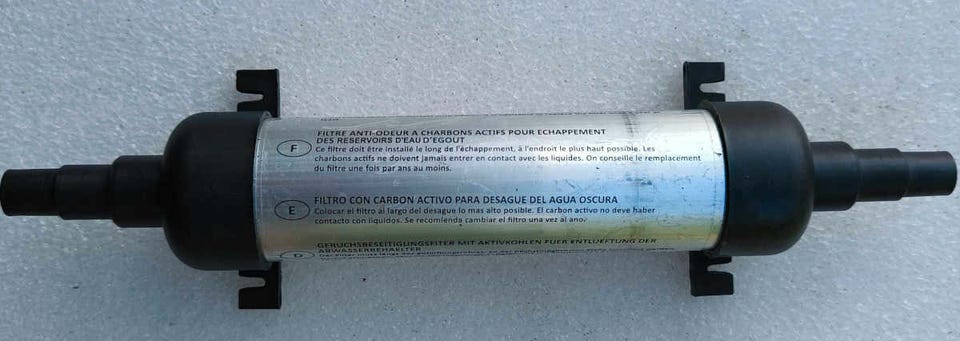 FILTRE ANTI-ODEUR A CHARBONS ACTIFS POUR ECHAPPEMENT
DES RESERVOIRS D'EAU D'EGOUT
F
Ce filtre doit être installé le long de l'échappement, à l'endroit le plus haut possible. Les
charbons actifs ne doivent jamais entrer en contact avec les liquides. On conseille le remplacement
du filtre une fois par ans au moins.
FILTRO CON CARBON ACTIVO PARA DESAGUE DEL AGUA OSCURA
E
Colocar el filtro al largo del desague lo mas alto posible. El carbon activo no deve haber
contacto con liquidos. Se recomienda cambiar el filtro una vez al ano.
GERUCHSBESEITIGUNGSFITER MIT AKTIVKOHLEN FUER ENTLUEFTUNG DER
ABWASSERBEHAELTER
D